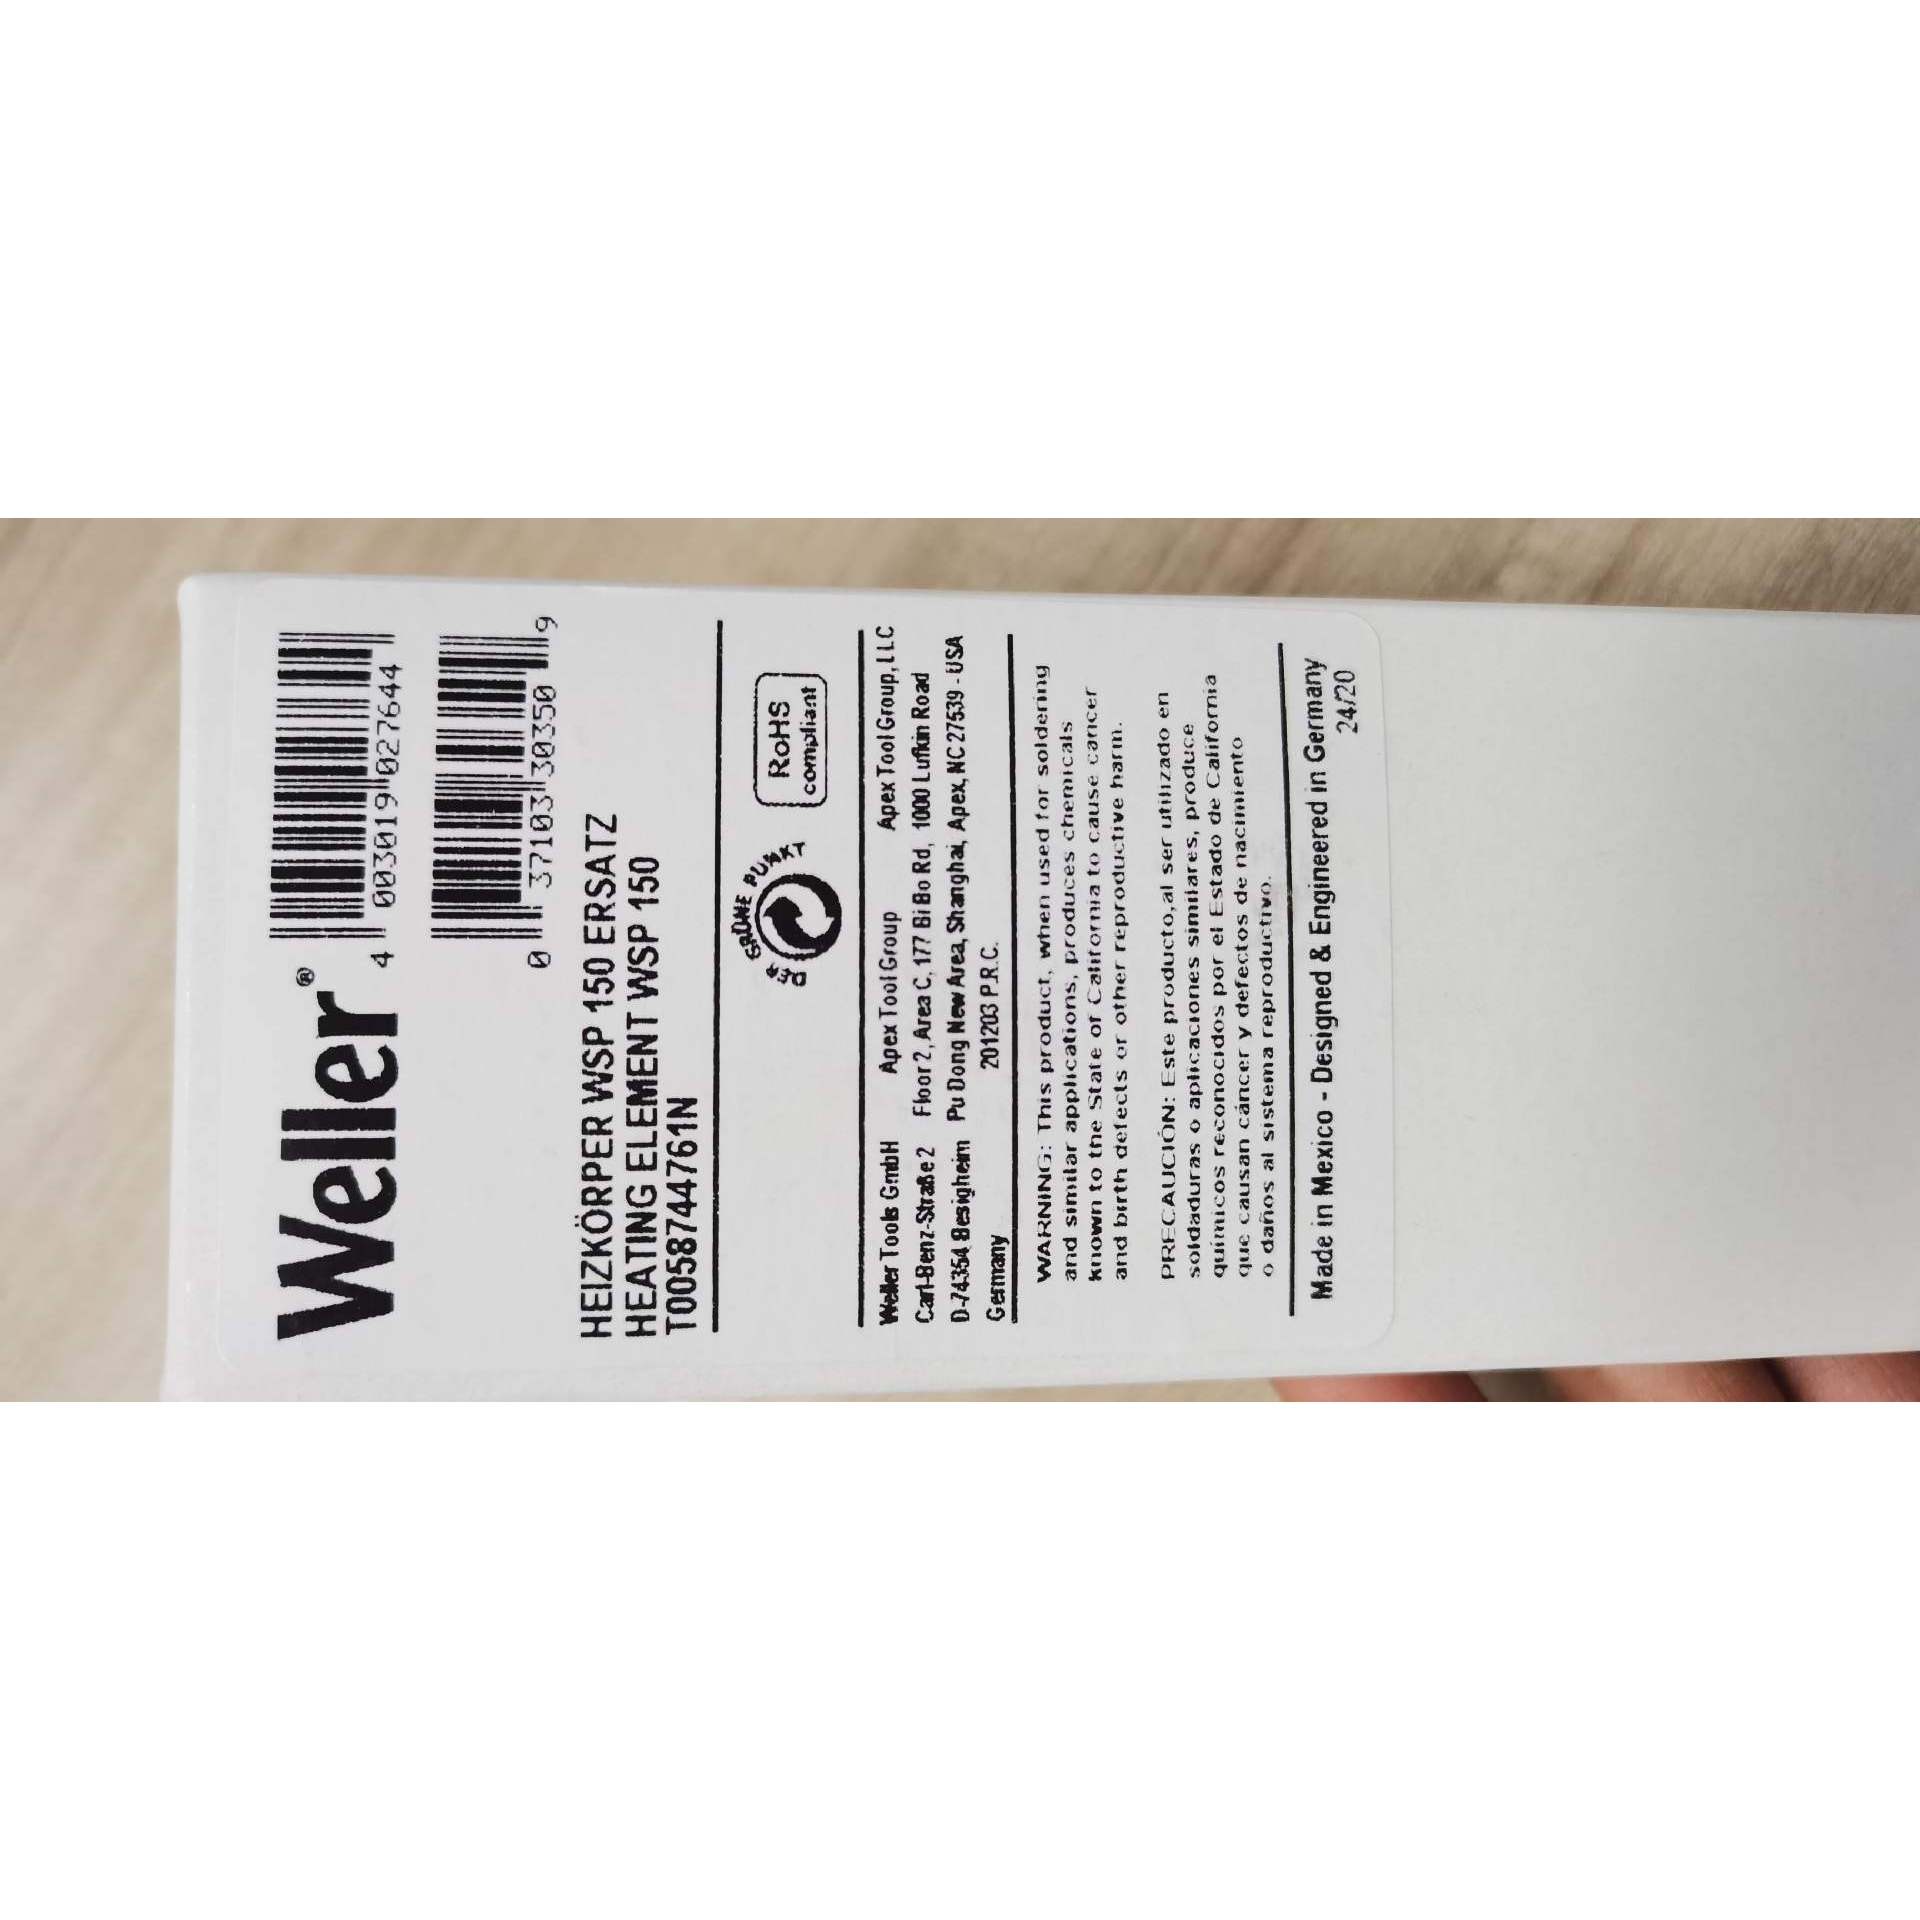 Weller®
4 003019 027644
0 37103 30350 9
HEIZKÖRPER WSP 150 ERSATZ
HEATING ELEMENT WSP 150
T0058744761N
DER GRÜNE PUNKT
RoHS
compliant
Weller Tools GmbH
Carl-Benz-Straße 2
D-74354 Besigheim
Germany
Apex Tool Group
Floor 2, Area C, 177 Bi Bo Rd,
Pu Dong New Area, Shanghai,
201203 P.R.C.
Apex Tool Group, LLC
1000 Lufkin Road
Apex, NC 27539 - USA
WARNING: This product, when used for soldering
and similar applications, produces chemicals
known to the State of California to cause cancer
and birth defects or other reproductive harm.
PRECAUCIÓN: Este producto,al ser utilizado en
soldaduras o aplicaciones similares, produce
químicos reconocidos por el Estado de California
que causan cáncer y defectos de nacimiento
o daños al sistema reproductivo.
Made in Mexico - Designed & Engineered in Germany
24/20